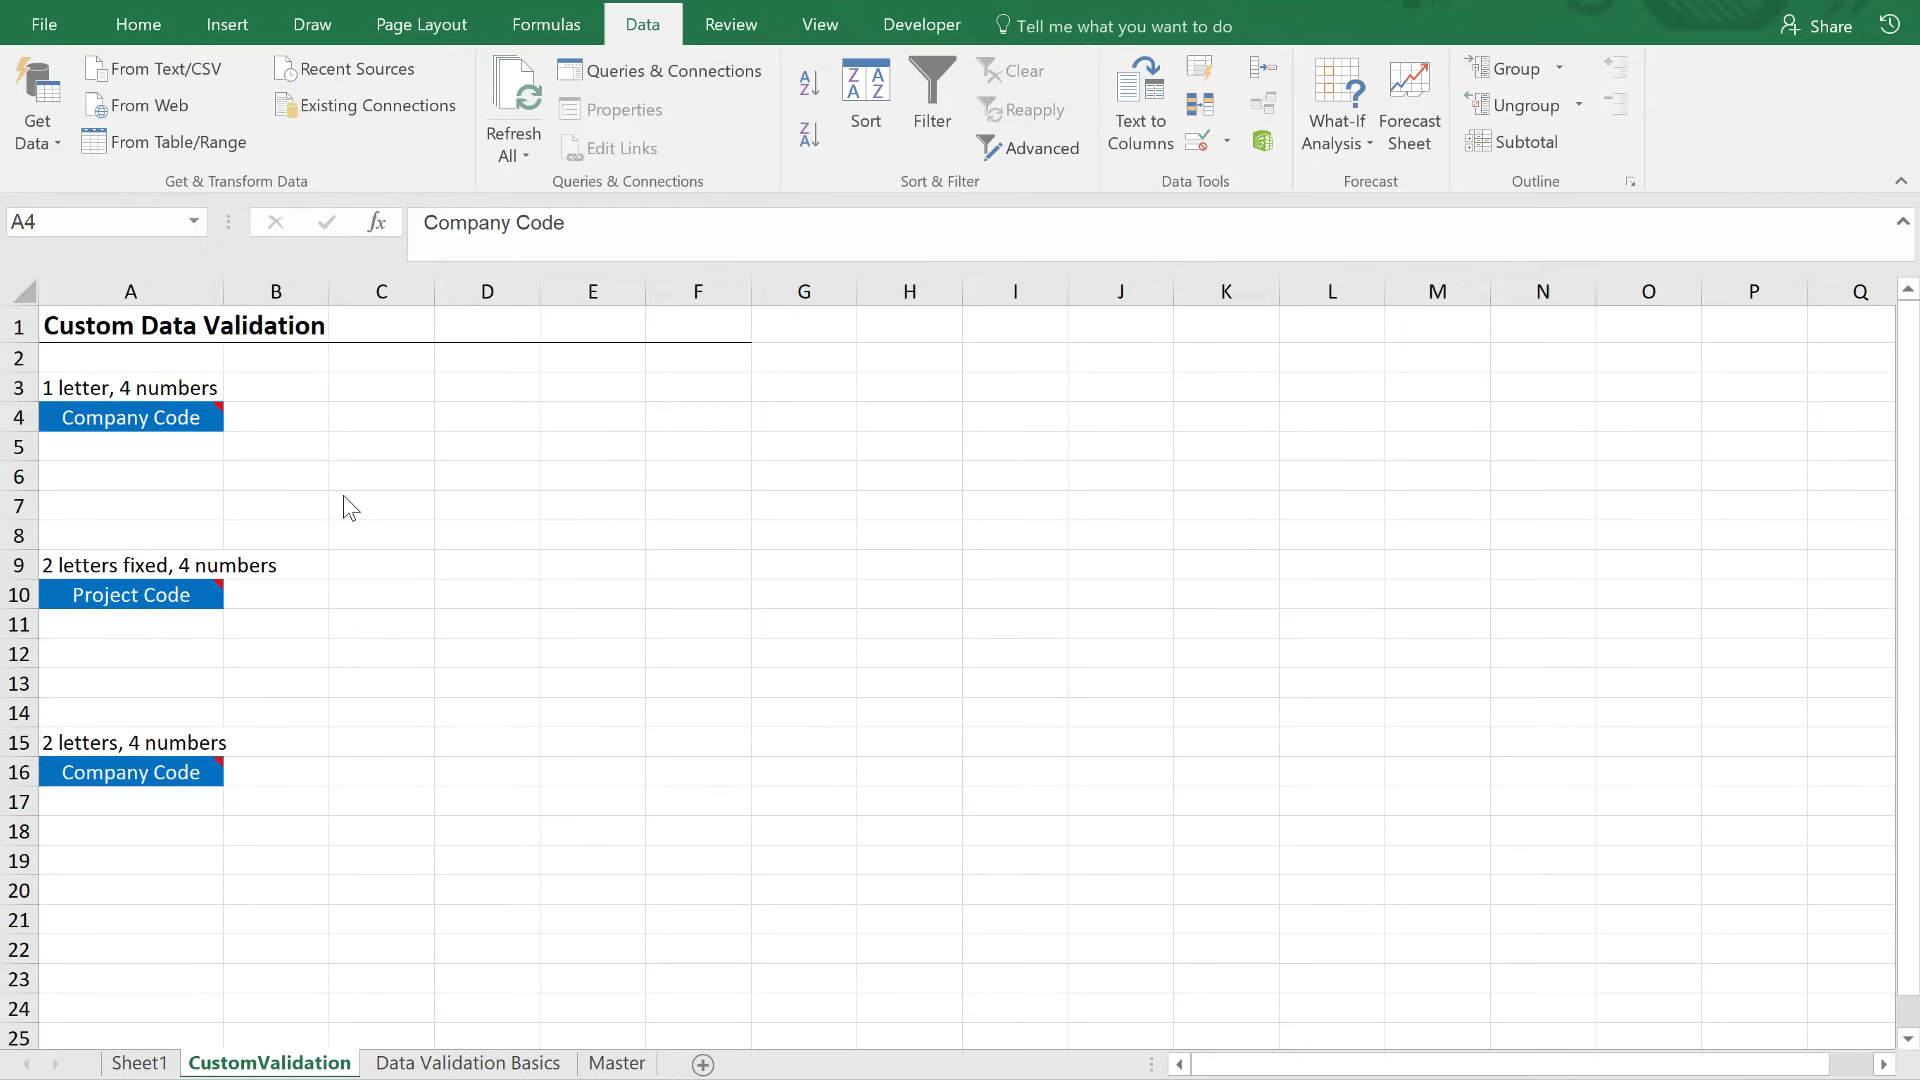 File Home Insert Draw Page Layout Formulas Data Review View Developer Tell me what you want to do Share
Get Data
From Text/CSV
From Web
From Table/Range
Recent Sources
Existing Connections
Get & Transform Data
Refresh All
Queries & Connections
Properties
Edit Links
Queries & Connections
Sort
Filter
Clear
Reapply
Advanced
Sort & Filter
Text to Columns
Data Tools
What-If Analysis
Forecast Sheet
Forecast
Group
Ungroup
Subtotal
Outline
A4 fx Company Code
A B C D E F G H I J K L M N O P Q
1 Custom Data Validation
2
3 1 letter, 4 numbers
4 Company Code
5
6
7
8
9 2 letters fixed, 4 numbers
10 Project Code
11
12
13
14
15 2 letters, 4 numbers
16 Company Code
17
18
19
20
21
22
23
24
25
Sheet1 CustomValidation Data Validation Basics Master